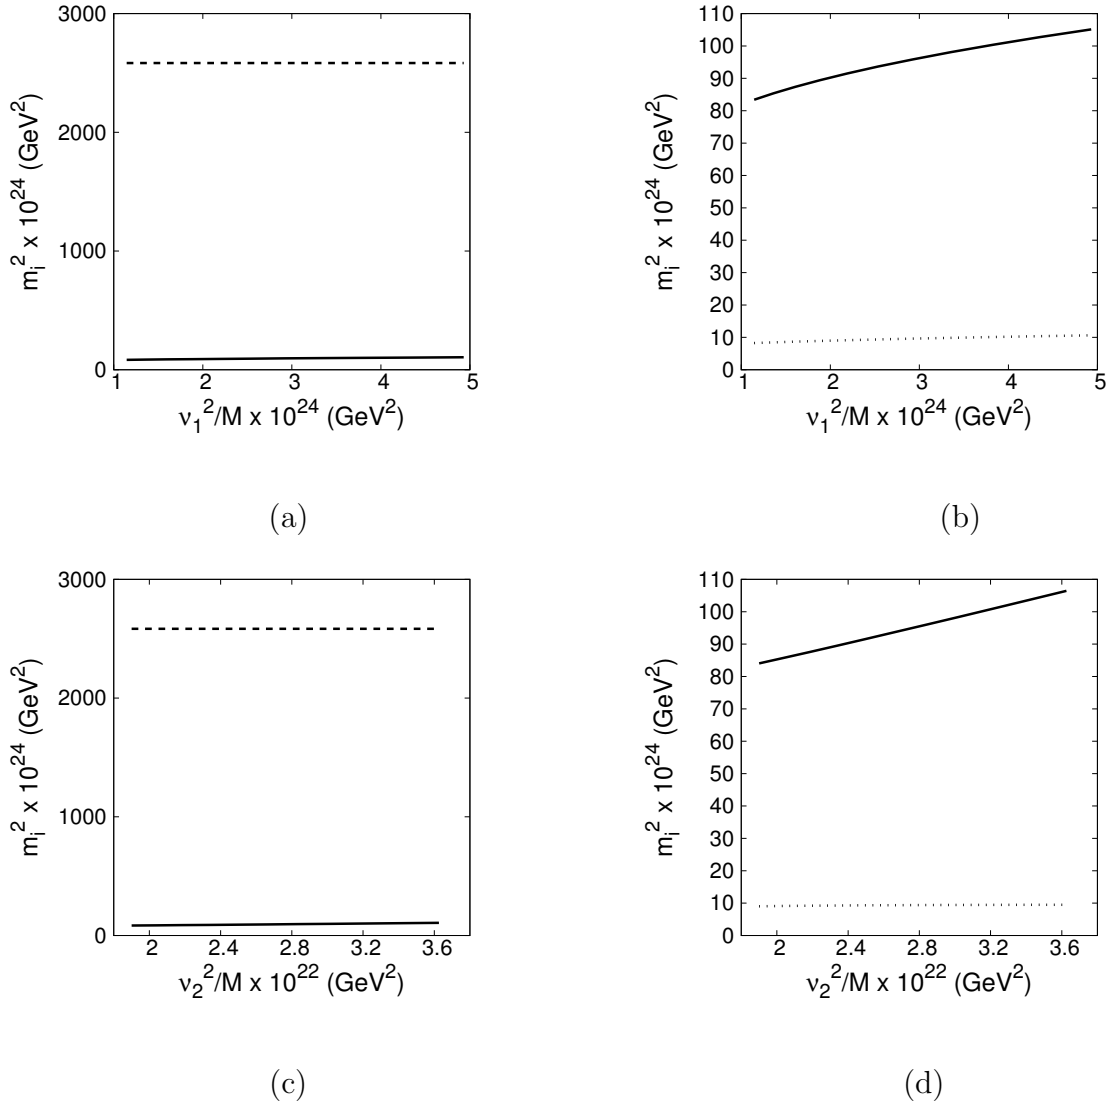 3000
2000
1000
0
1 2 3 4 5
m_i^2 x 10^24 (GeV^2)
ν_1^2/M x 10^24 (GeV^2)
(a)
110
100
90
80
70
60
50
40
30
20
10
0
1 2 3 4 5
m_i^2 x 10^24 (GeV^2)
ν_1^2/M x 10^24 (GeV^2)
(b)
3000
2000
1000
0
2 2.4 2.8 3.2 3.6
m_i^2 x 10^24 (GeV^2)
ν_2^2/M x 10^22 (GeV^2)
(c)
110
100
90
80
70
60
50
40
30
20
10
0
2 2.4 2.8 3.2 3.6
m_i^2 x 10^24 (GeV^2)
ν_2^2/M x 10^22 (GeV^2)
(d)